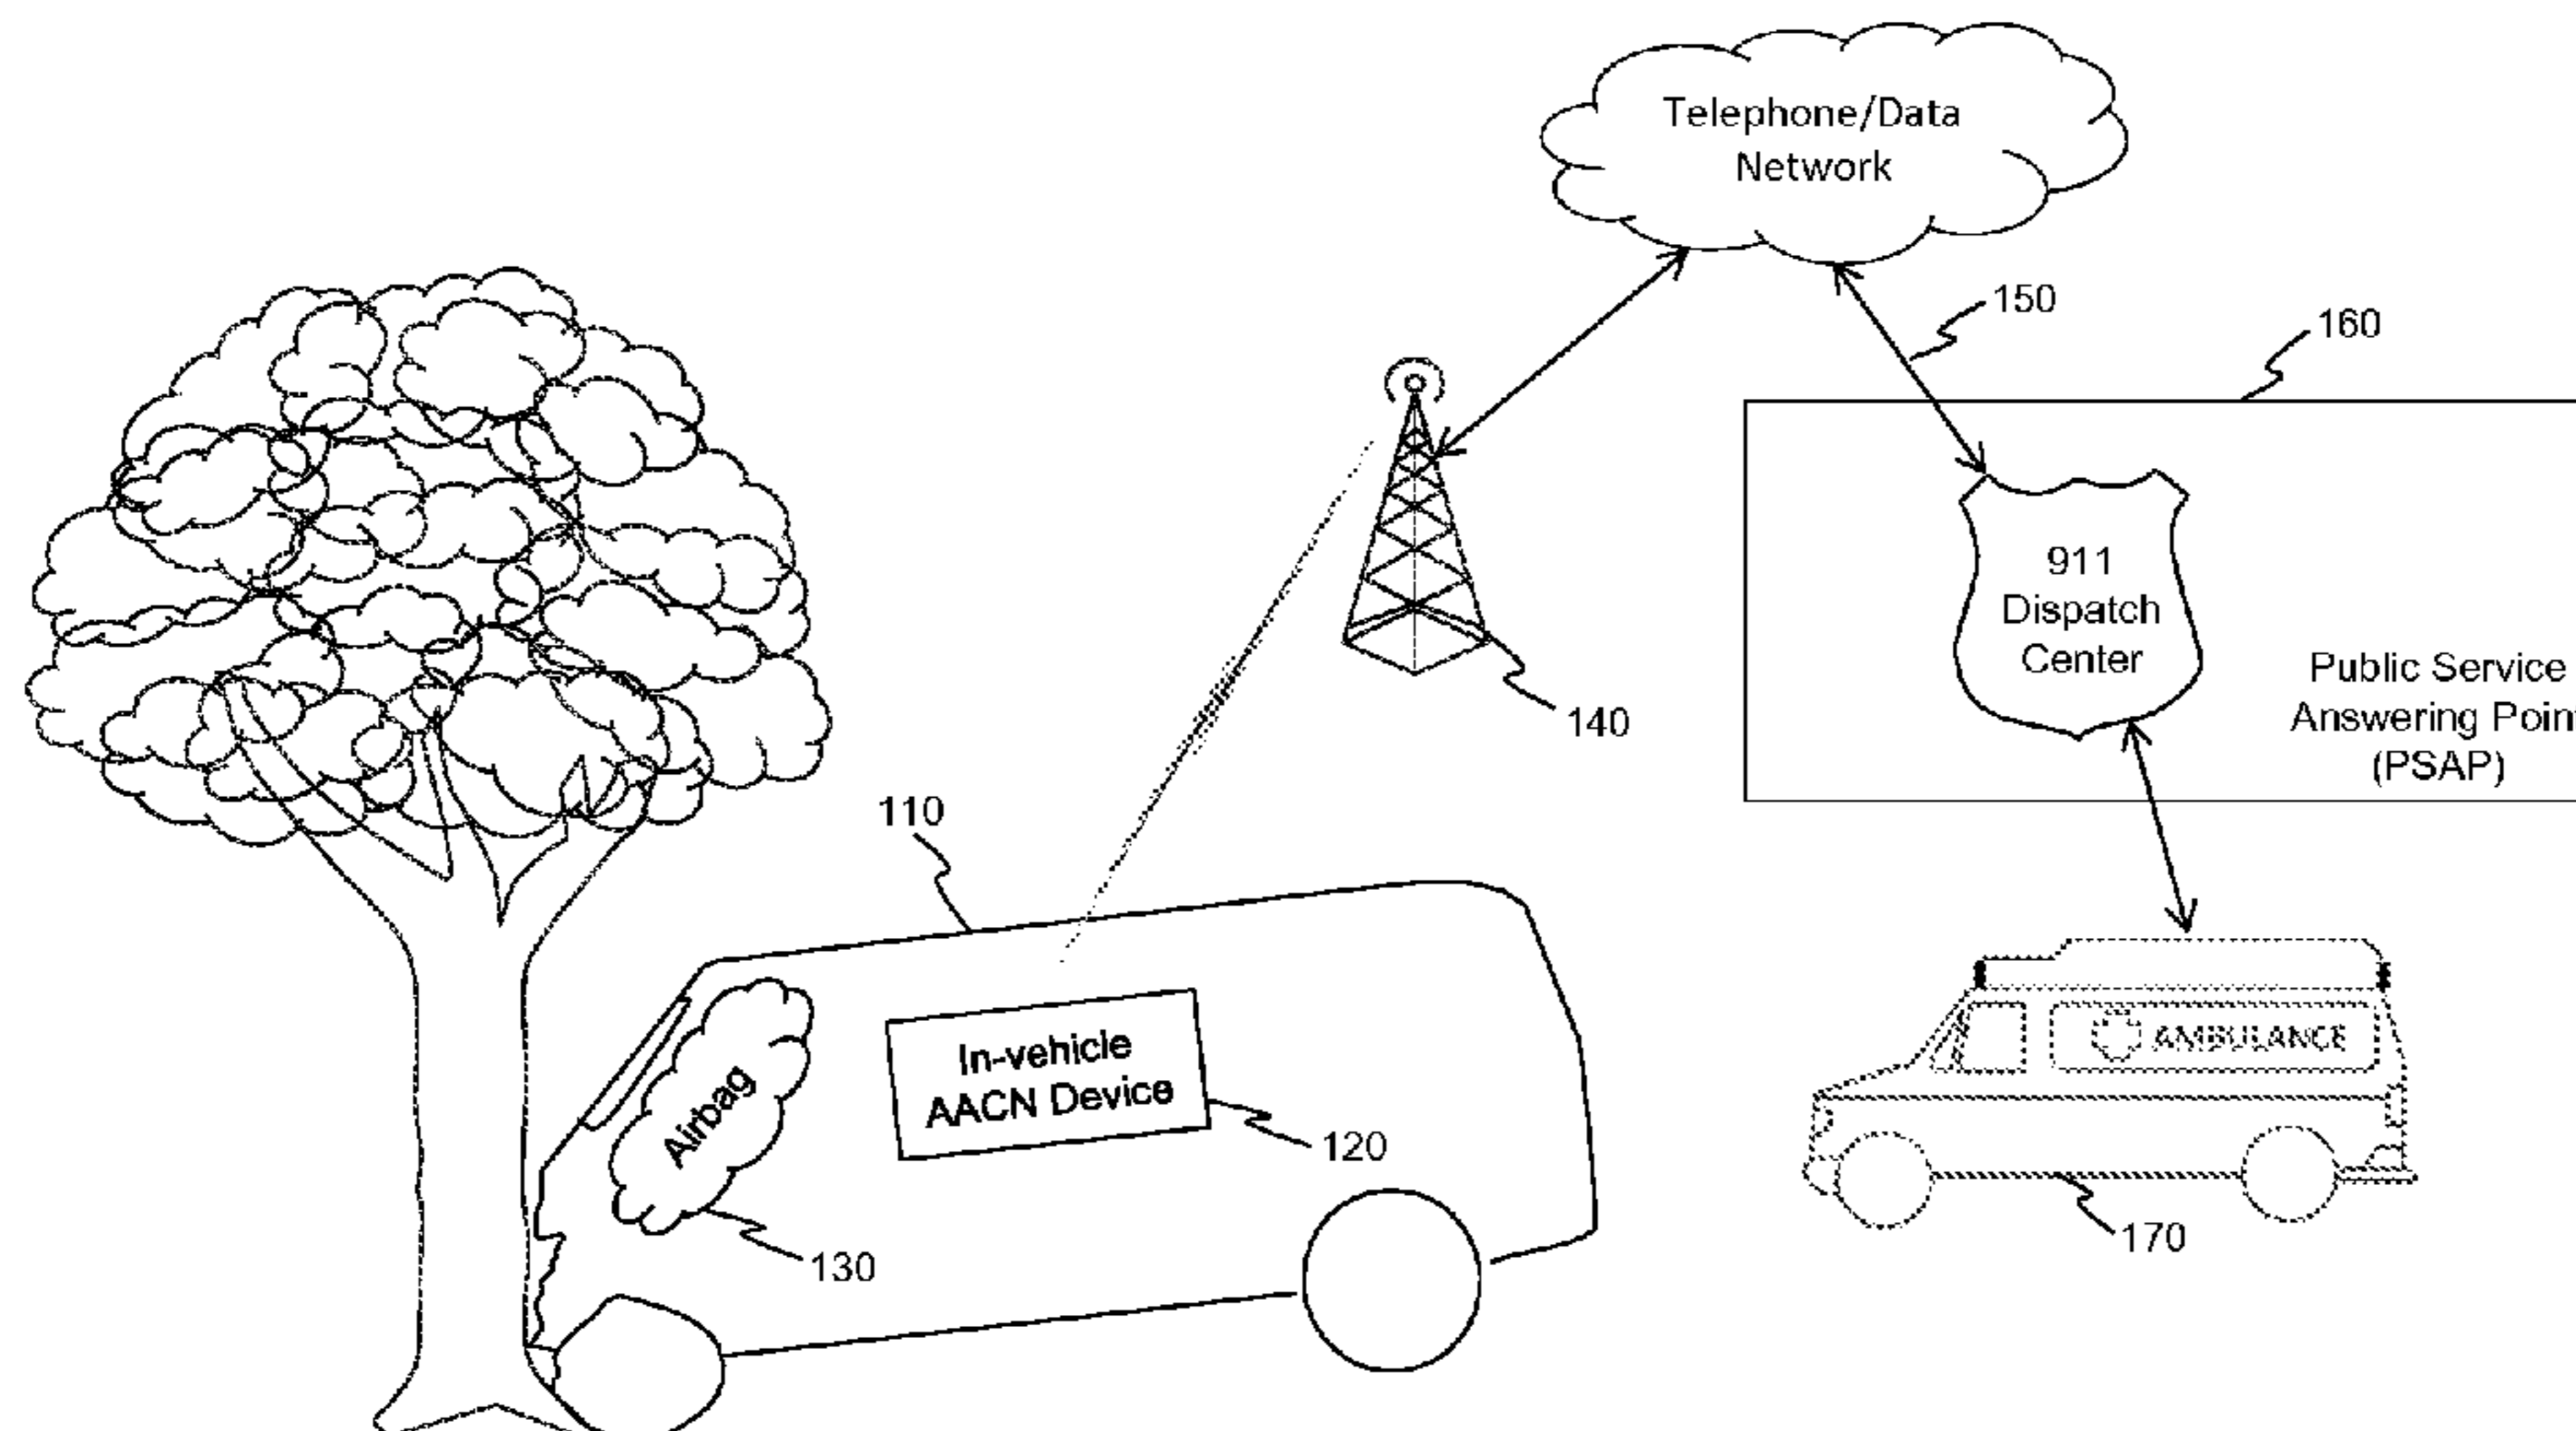 Telephone/Data
Network
150
160
911
Dispatch
Center
Public Service
Answering Poin
(PSAP)
140
110
In-vehicle
AACN Device
120
Airbag
130
AMBULANCE
170